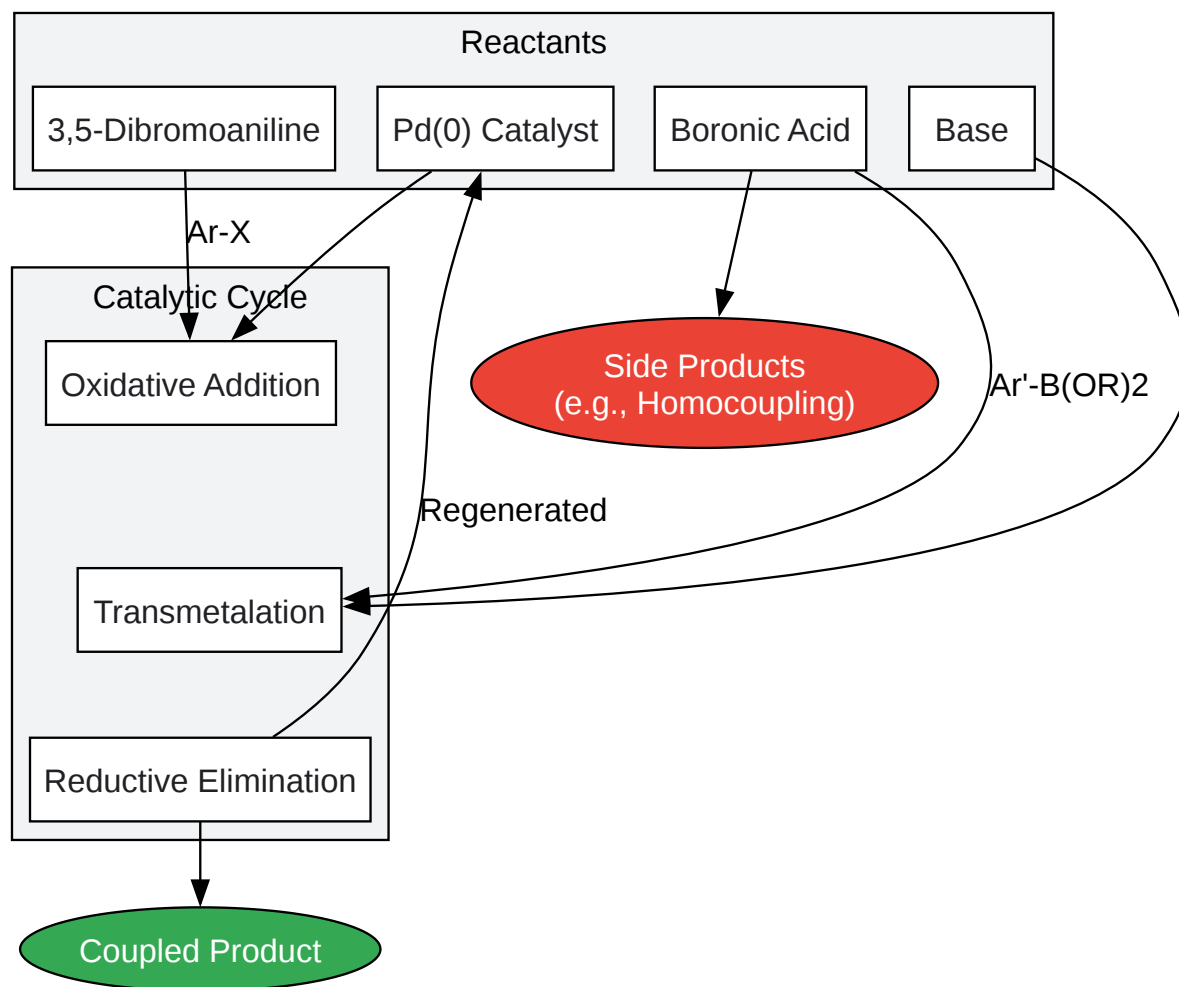 Reactants
3,5-Dibromoaniline
Pd(0) Catalyst
Boronic Acid
Base
Ar-X
Catalytic Cycle
Oxidative Addition
Side Products
(e.g., Homocoupling)
Ar'-B(OR)2
Regenerated
Transmetalation
Reductive Elimination
Coupled Product